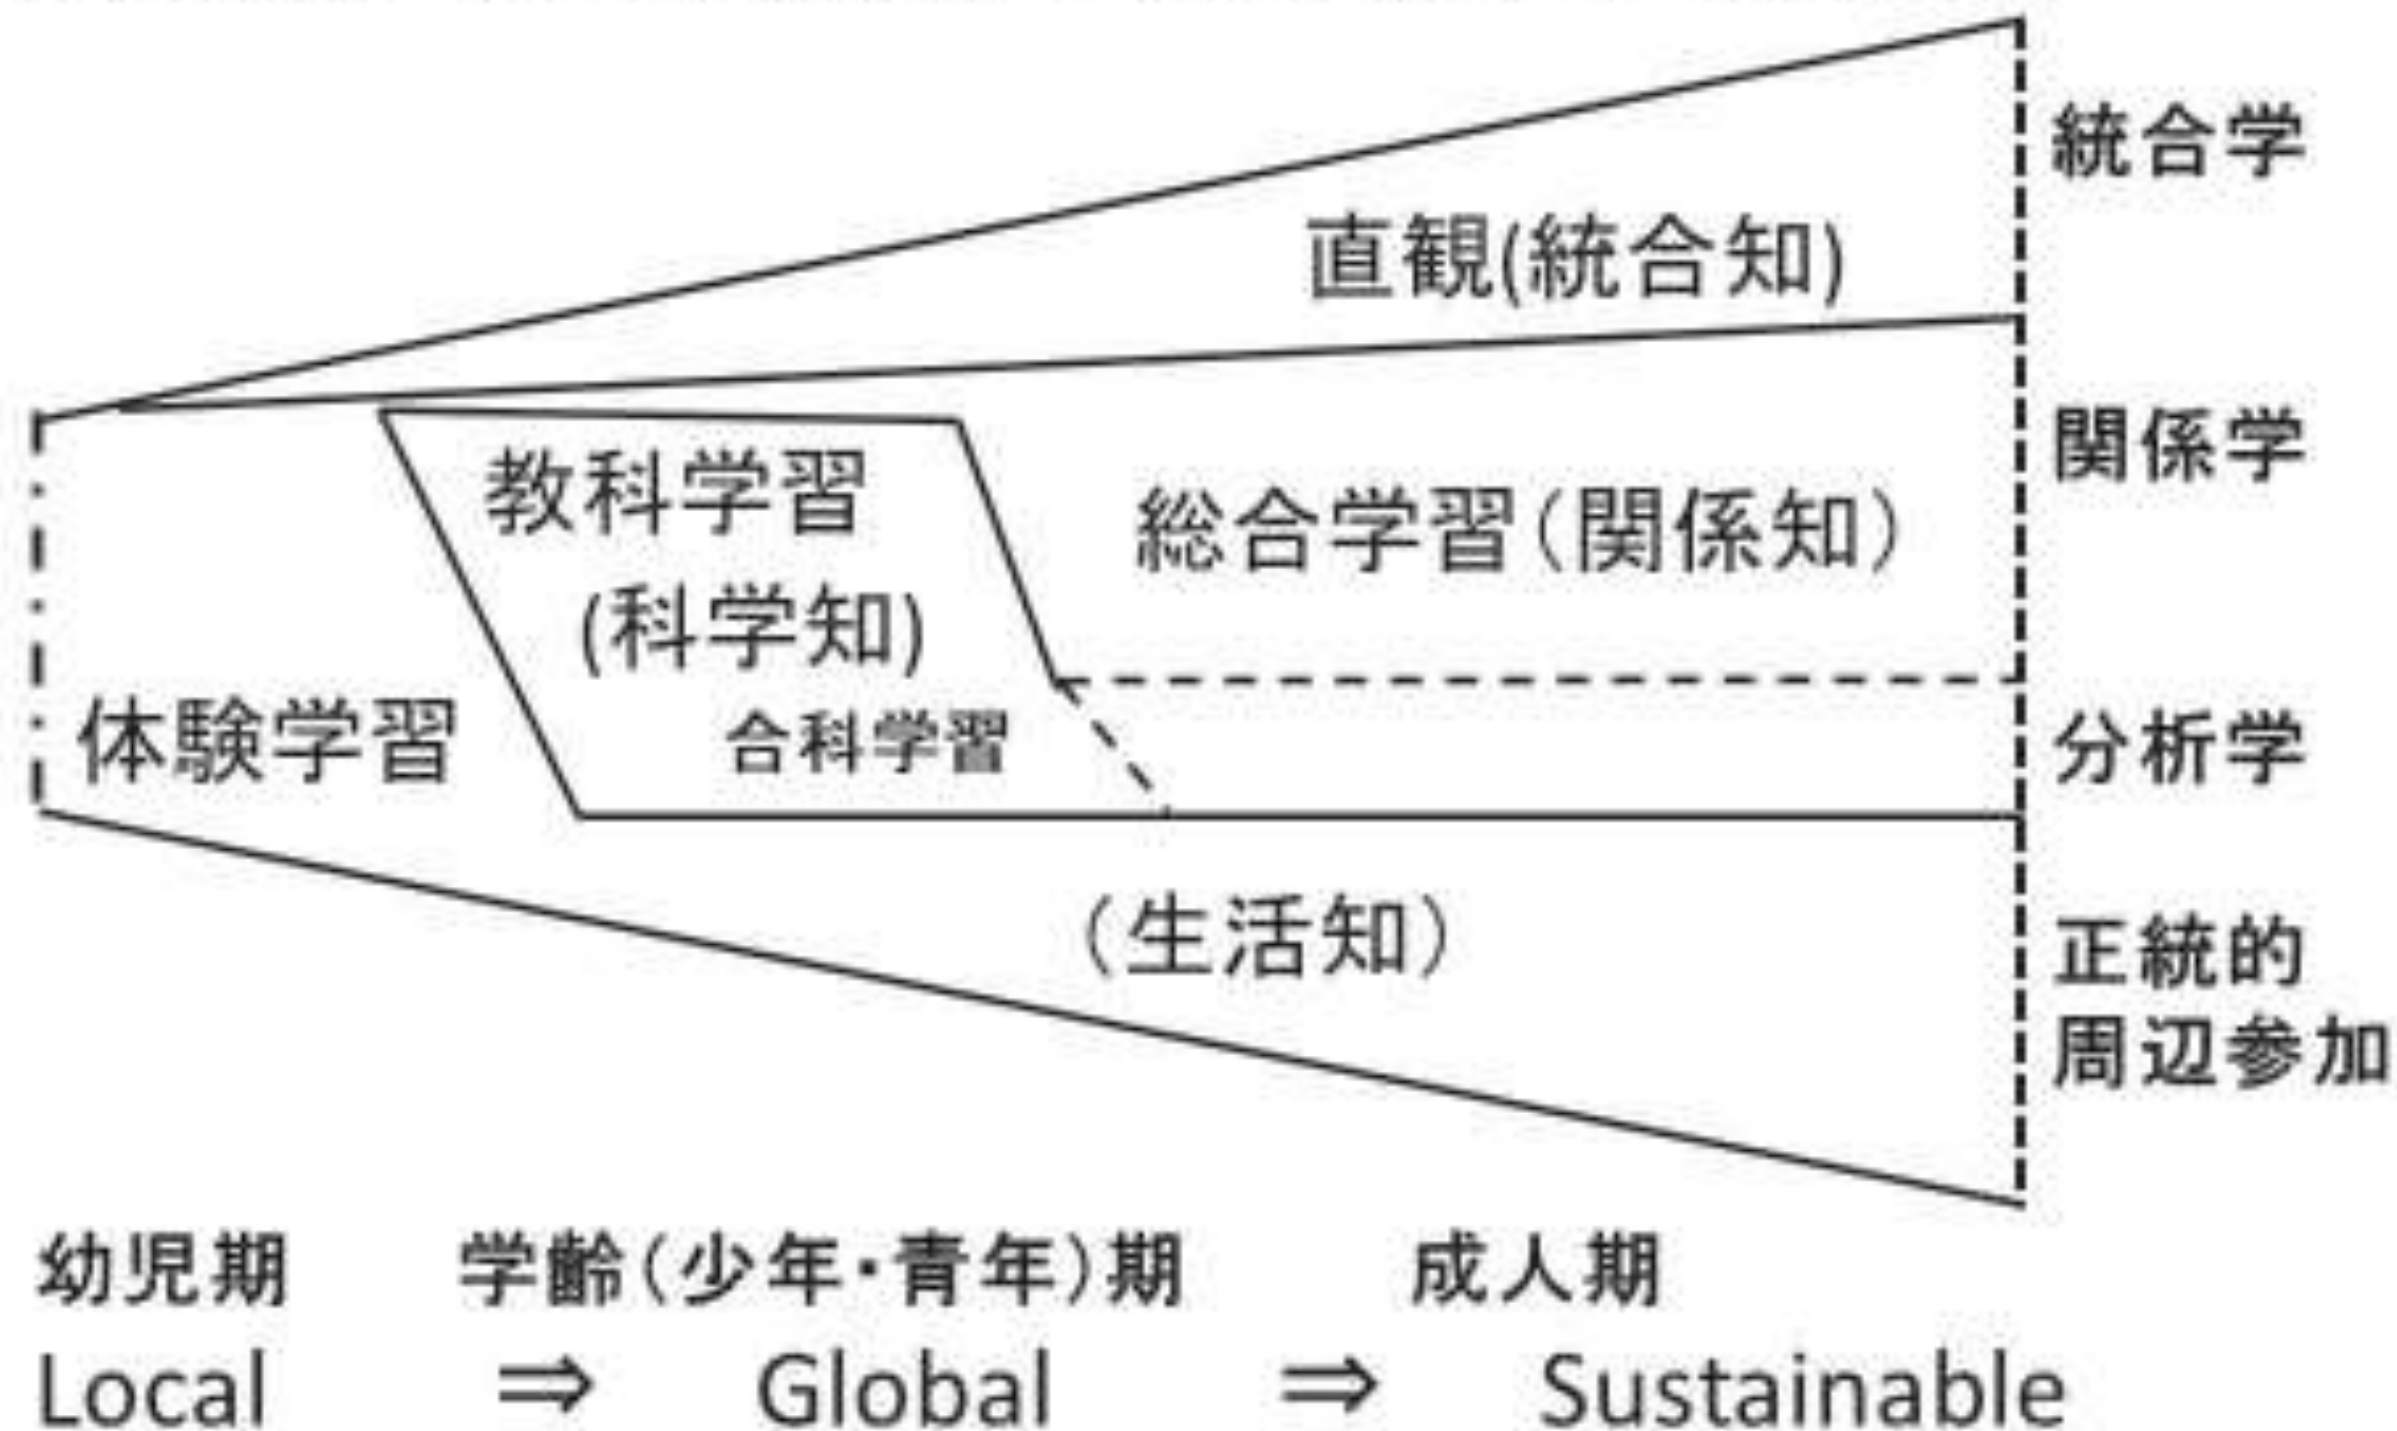 統合学
直観(統合知)
関係学
教科学習
(科学知)
総合学習(関係知)
合科学習
体験学習
分析学
(生活知)
正統的
周辺参加
幼児期 学齢(少年・青年)期 成人期
Local ⇒ Global ⇒ Sustainable